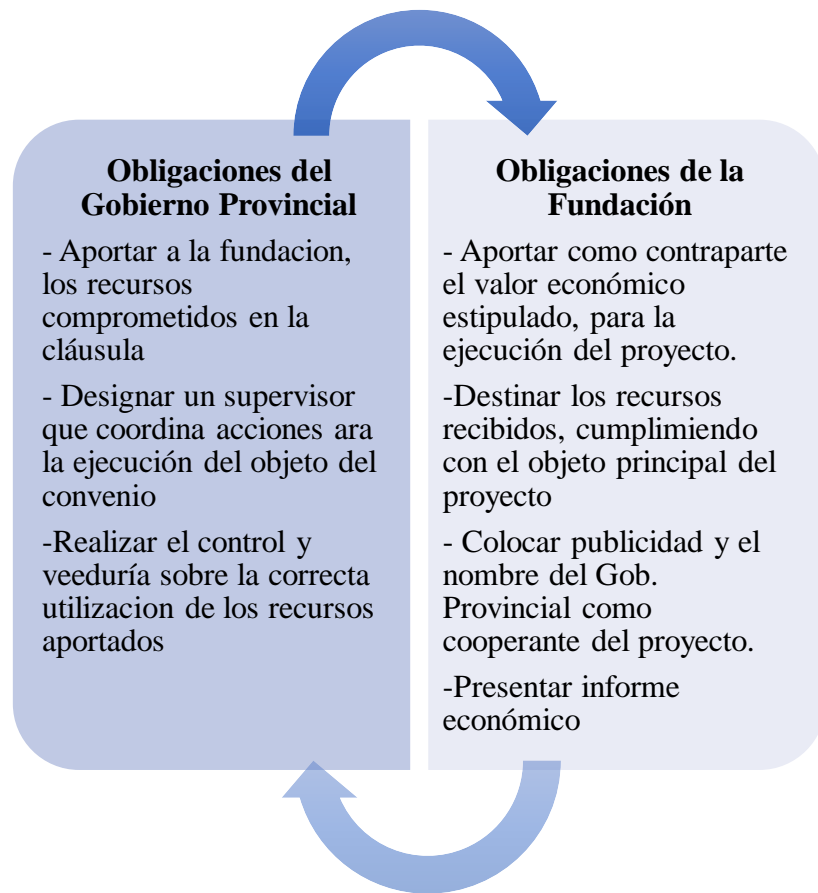 Obligaciones del
Gobierno Provincial
- Aportar a la fundacion,
los recursos
comprometidos en la
cláusula
- Designar un supervisor
que coordina acciones ara
la ejecución del objeto del
convenio
-Realizar el control y
veeduría sobre la correcta
utilizacion de los recursos
aportados
Obligaciones de la
Fundación
- Aportar como contraparte
el valor económico
estipulado, para la
ejecución del proyecto.
-Destinar los recursos
recibidos, cumplimiendo
con el objeto principal del
proyecto
- Colocar publicidad y el
nombre del Gob.
Provincial como
cooperante del proyecto.
-Presentar informe
económico